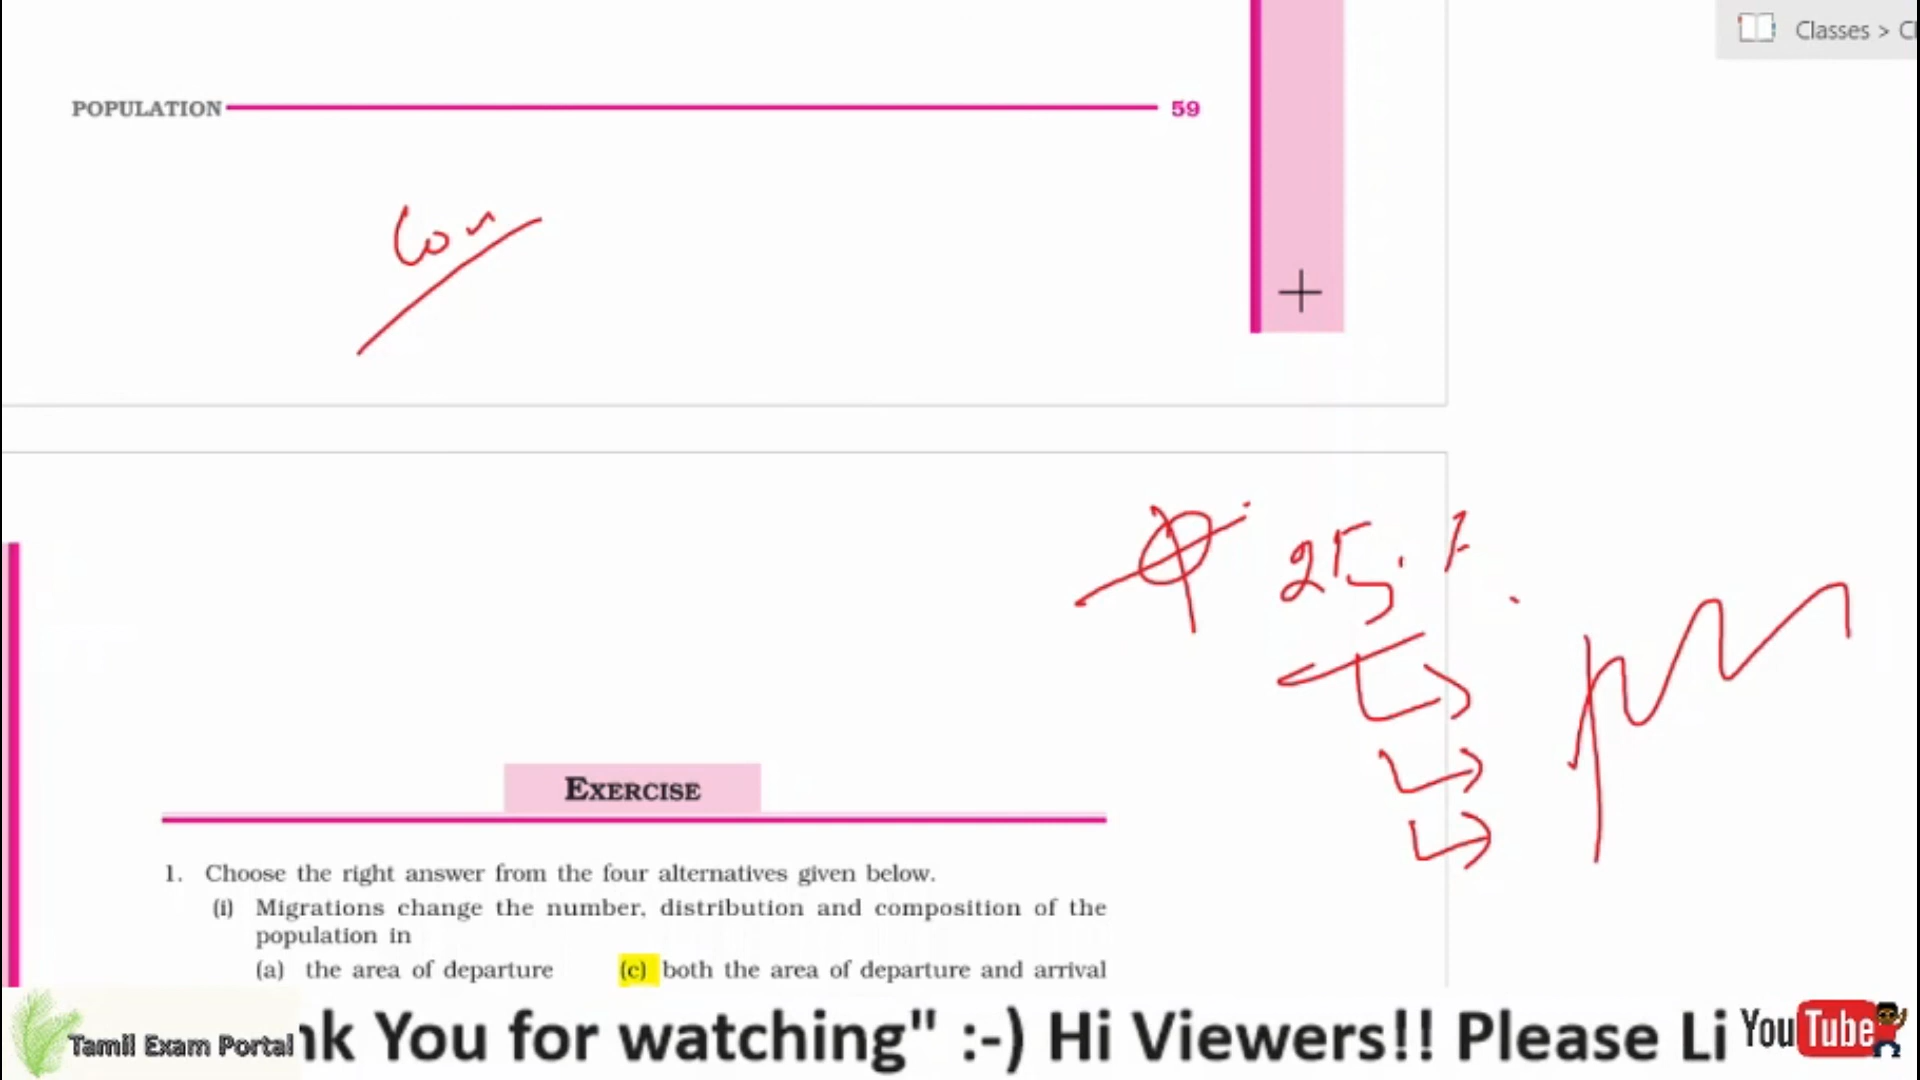 Classes > Cl
POPULATION 59
25.
EXERCISE
1. Choose the right answer from the four alternatives given below.
(i) Migrations change the number, distribution and composition of the
population in
(a) the area of departure (c) both the area of departure and arrival
Tamil Exam Portal
nk You for watching" :-) Hi Viewers!! Please Li
YouTube